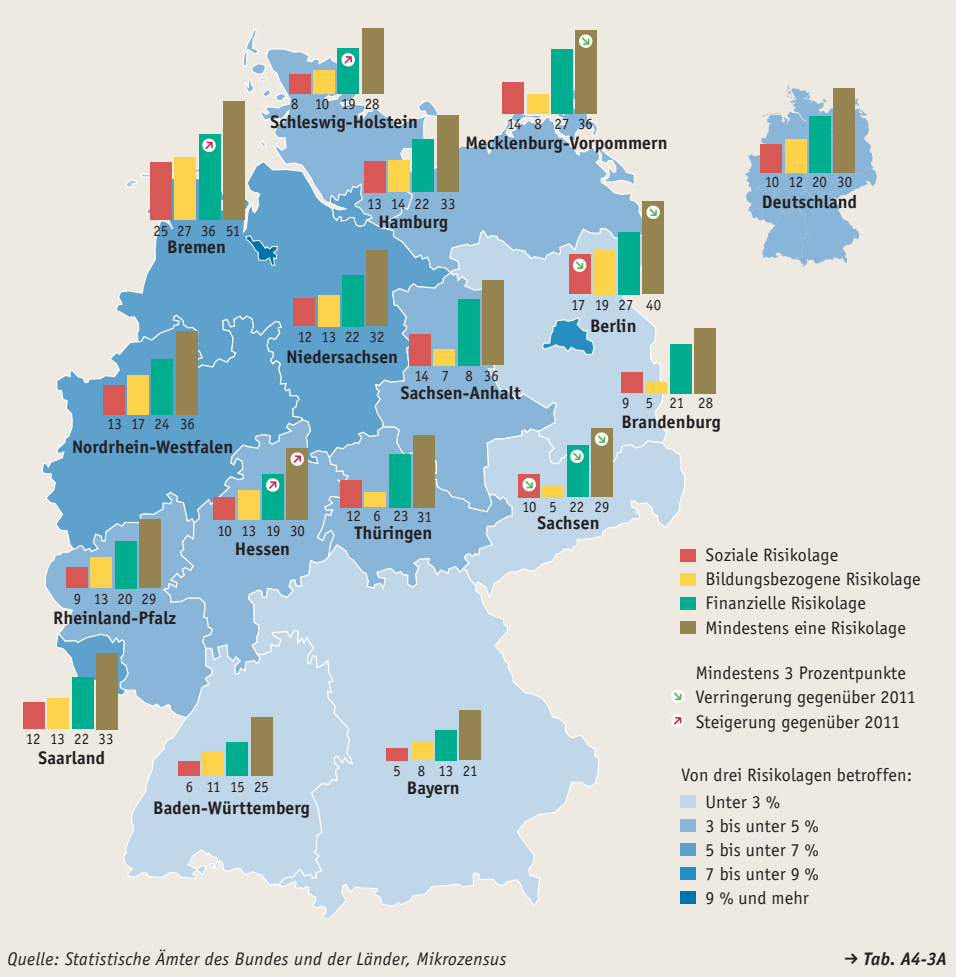 8 10 19 28
Schleswig-Holstein
14 8 27 36
Mecklenburg-Vorpommern
10 12 20 30
Deutschland
25 27 36 51
Bremen
13 14 22 33
Hamburg
17 19 27 40
Berlin
12 13 22 32
Niedersachsen
14 7 8 36
Sachsen-Anhalt
9 5 21 28
Brandenburg
13 17 24 36
Nordrhein-Westfalen
10 13 19 30
Hessen
12 6 23 31
Thüringen
10 5 22 29
Sachsen
9 13 20 29
Rheinland-Pfalz
12 13 22 33
Saarland
6 11 15 25
Baden-Württemberg
5 8 13 21
Bayern
Soziale Risikolage
Bildungsbezogene Risikolage
Finanzielle Risikolage
Mindestens eine Risikolage
Mindestens 3 Prozentpunkte
Verringerung gegenüber 2011
Steigerung gegenüber 2011
Von drei Risikolagen betroffen:
Unter 3 %
3 bis unter 5 %
5 bis unter 7 %
7 bis unter 9 %
9 % und mehr
Quelle: Statistische Ämter des Bundes und der Länder, Mikrozensus
→ Tab. A4-3A